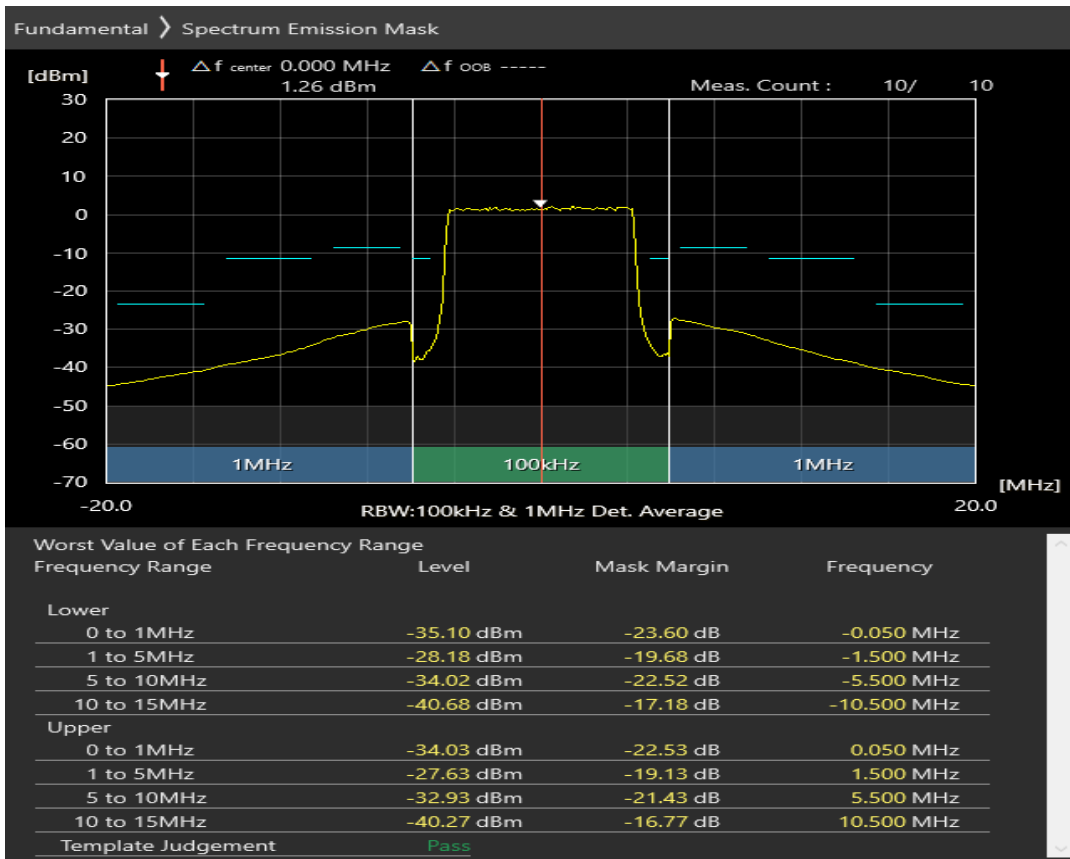 Fundamental ❯ Spectrum Emission Mask
[dBm] △f center 0.000 MHz △f OOB -----
1.26 dBm Meas. Count : 10/ 10
30
20
10
0
-10
-20
-30
-40
-50
-60
1MHz 100kHz 1MHz
-70 [MHz]
-20.0 RBW:100kHz & 1MHz Det. Average 20.0
Worst Value of Each Frequency Range
Frequency Range Level Mask Margin Frequency
Lower
0 to 1MHz -35.10 dBm -23.60 dB -0.050 MHz
1 to 5MHz -28.18 dBm -19.68 dB -1.500 MHz
5 to 10MHz -34.02 dBm -22.52 dB -5.500 MHz
10 to 15MHz -40.68 dBm -17.18 dB -10.500 MHz
Upper
0 to 1MHz -34.03 dBm -22.53 dB 0.050 MHz
1 to 5MHz -27.63 dBm -19.13 dB 1.500 MHz
5 to 10MHz -32.93 dBm -21.43 dB 5.500 MHz
10 to 15MHz -40.27 dBm -16.77 dB 10.500 MHz
Template Judgement Pass